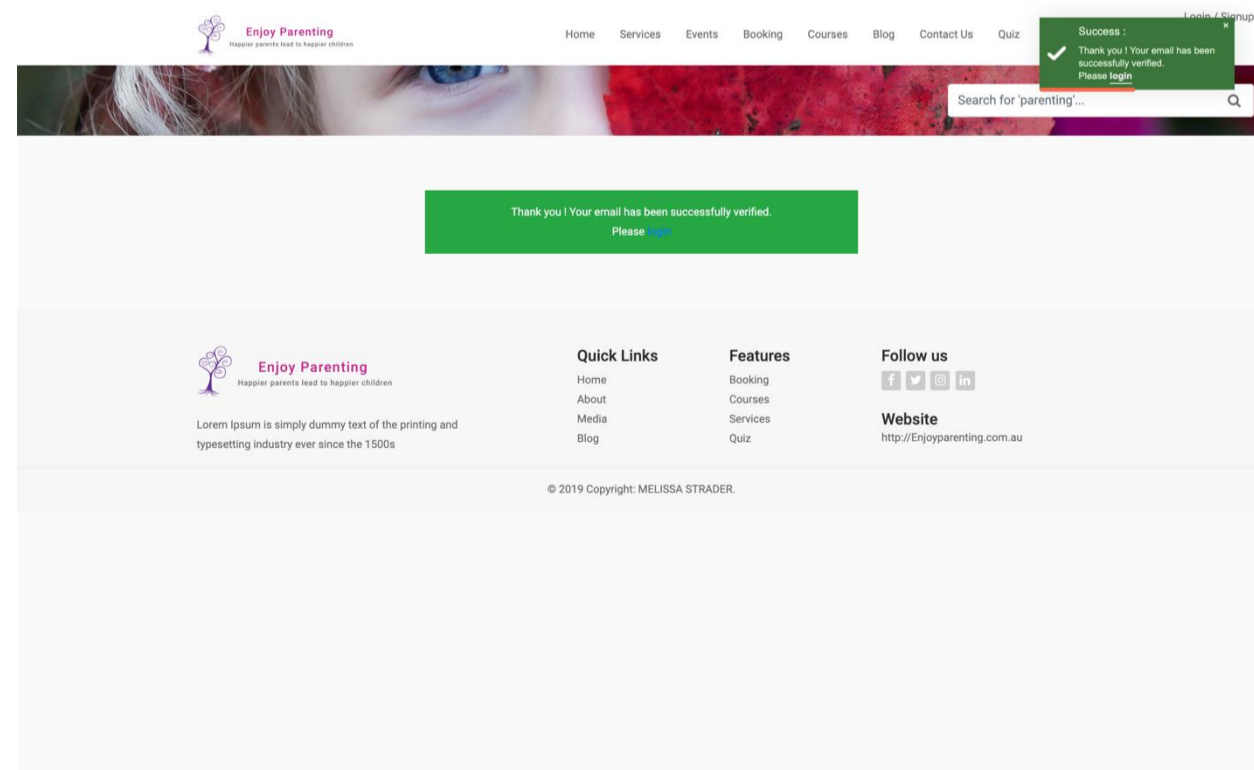 Login / Signup
Enjoy Parenting
Happier parents lead to happier children
Home Services Events Booking Courses Blog Contact Us Quiz
×
Success :
Thank you ! Your email has been
successfully verified.
Please login
Search for 'parenting'...
Thank you ! Your email has been successfully verified.
Please login
Enjoy Parenting
Happier parents lead to happier children
Lorem Ipsum is simply dummy text of the printing and
typesetting industry ever since the 1500s
Quick Links
Home
About
Media
Blog
Features
Booking
Courses
Services
Quiz
Follow us
Website
http://Enjoyparenting.com.au
© 2019 Copyright: MELISSA STRADER.